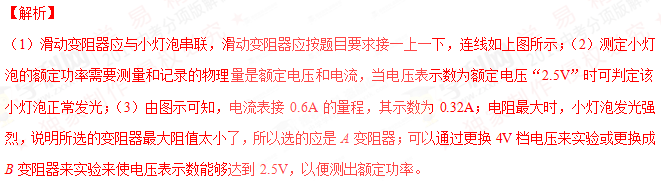 【解析】
（1）滑动变阻器应与小灯泡串联，滑动变阻器应按题目要求接一上一下，连线如上图所示；（2）测定小灯
泡的额定功率需要测量和记录的物理量是额定电压和电流，当电压表示数为额定电压“2.5V”时可判定该
小灯泡正常发光；（3）由图示可知，电流表接 0.6A 的量程，其示数为 0.32A；电阻最大时，小灯泡发光强
烈，说明所选的变阻器最大阻值太小了，所以选的应是 A 变阻器；可以通过更换 4V 档电压来实验或更换成
B 变阻器来实验来使电压表示数能够达到 2.5V，以便测出额定功率。